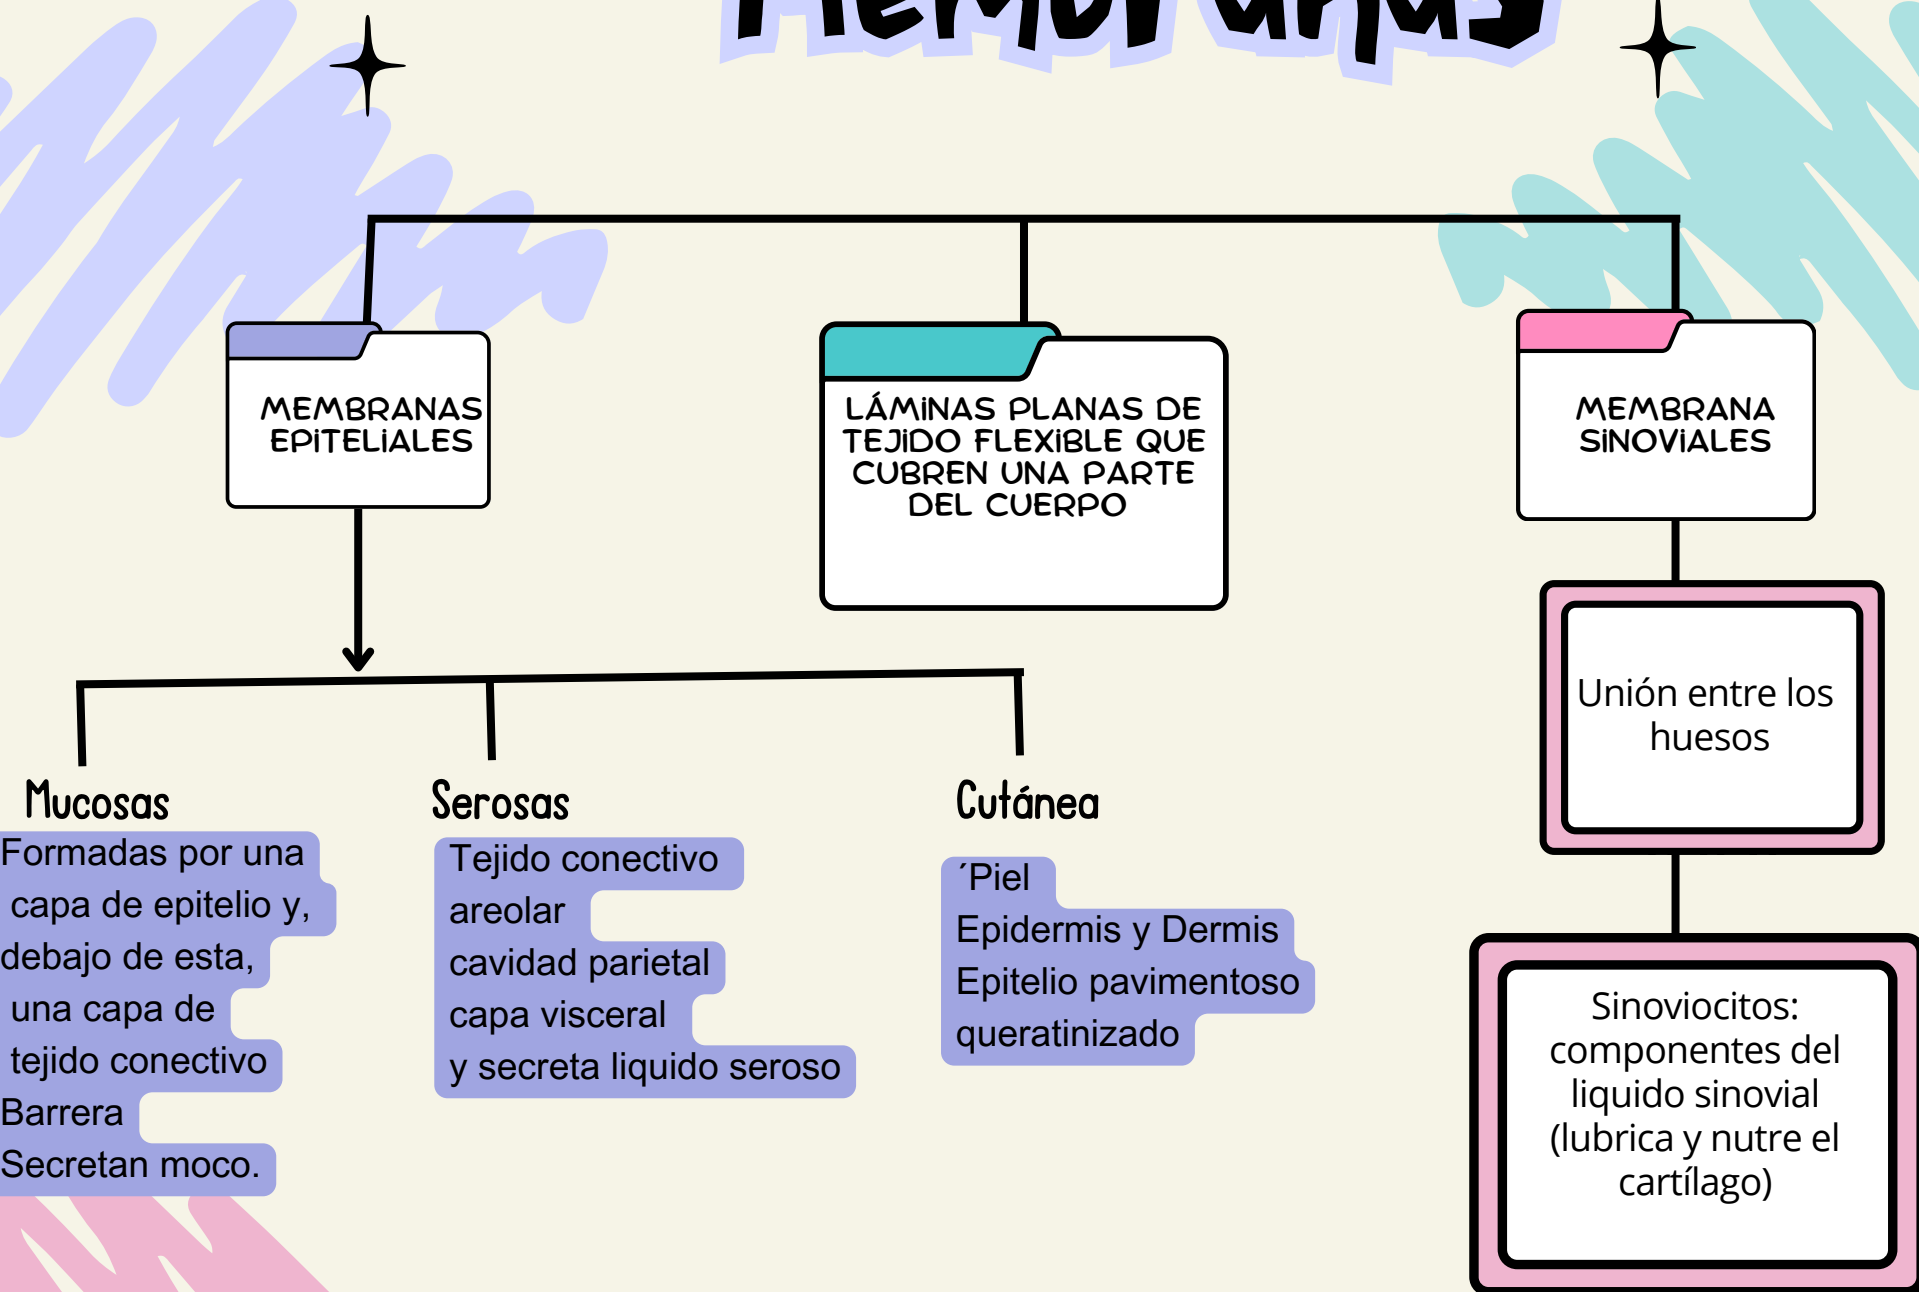 Membranas
MEMBRANAS
EPITELIALES
LÁMINAS PLANAS DE
TEJIDO FLEXIBLE QUE
CUBREN UNA PARTE
DEL CUERPO
MEMBRANA
SINOVIALES
Unión entre los
huesos
Sinoviocitos:
componentes del
liquido sinovial
(lubrica y nutre el
cartílago)
Mucosas
Formadas por una
capa de epitelio y,
debajo de esta,
una capa de
tejido conectivo
Barrera
Secretan moco.
Serosas
Tejido conectivo
areolar
cavidad parietal
capa visceral
y secreta liquido seroso
Cutánea
´Piel
Epidermis y Dermis
Epitelio pavimentoso
queratinizado